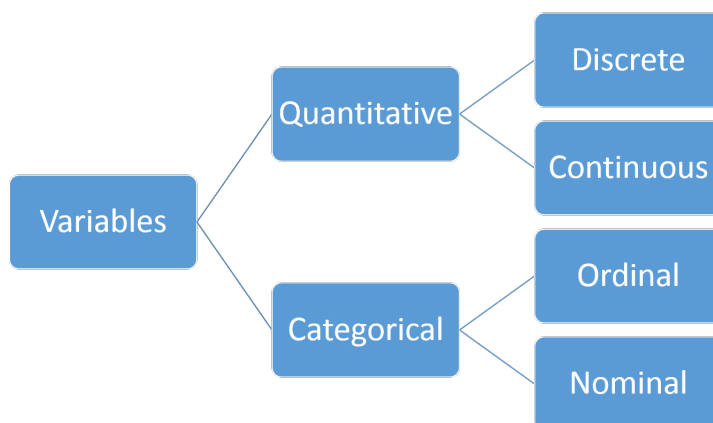 Variables
Quantitative
Discrete
Continuous
Categorical
Ordinal
Nominal